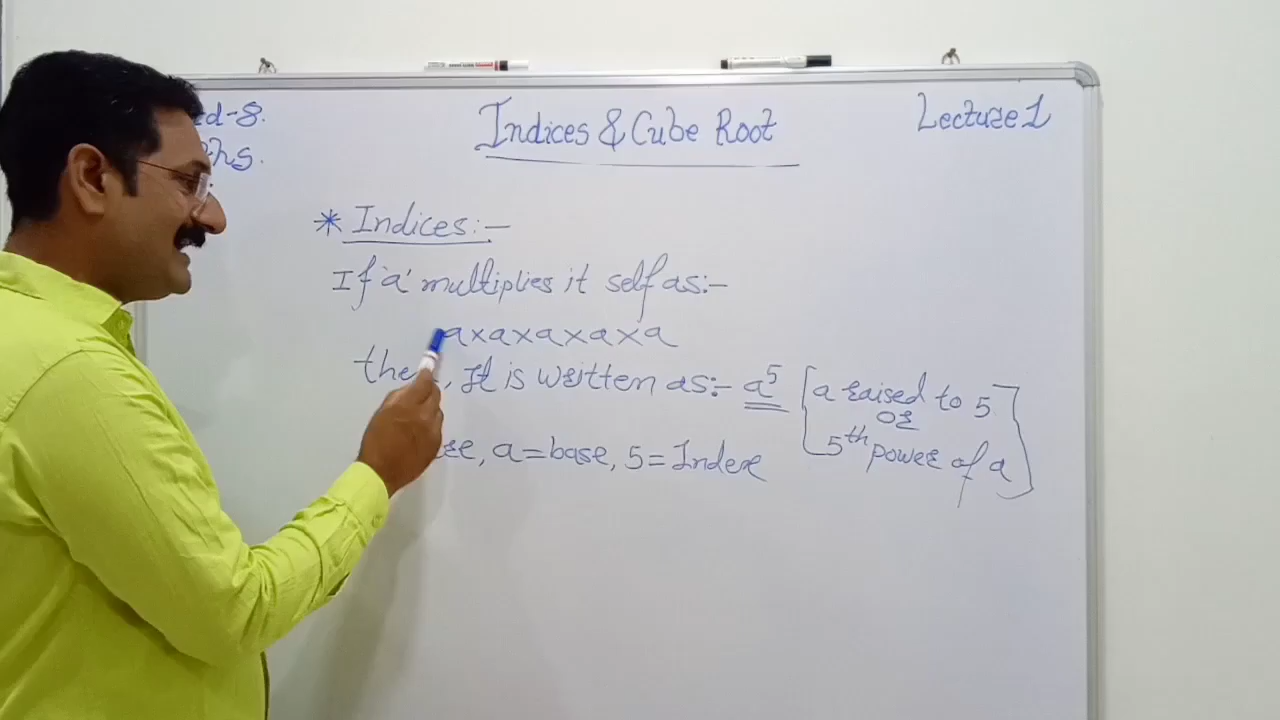 Indices & Cube Root
Lecture 1
* Indices:-
If 'a' multiplies it self as:-
a×a×a×a×a
It is written as:- a⁵ [a raised to 5
or
5th power of a]
a=base, 5=Index